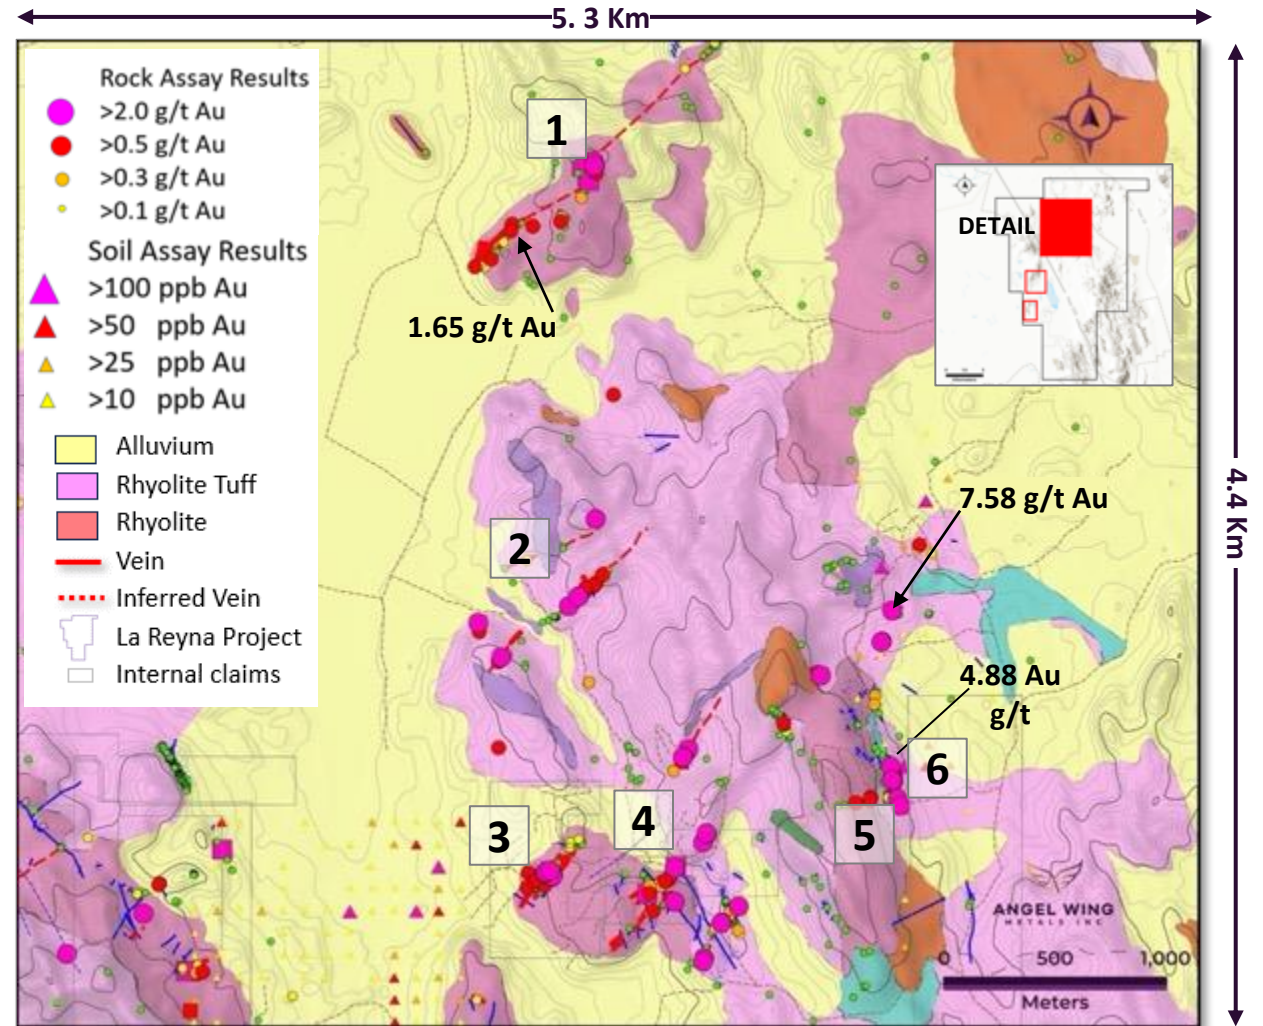 5. 3 Km
Rock Assay Results
>2.0 g/t Au
>0.5 g/t Au
>0.3 g/t Au
>0.1 g/t Au
Soil Assay Results
>100 ppb Au
>50 ppb Au
>25 ppb Au
>10 ppb Au
Alluvium
Rhyolite Tuff
Rhyolite
Vein
Inferred Vein
La Reyna Project
Internal claims
1
1.65 g/t Au
DETAIL
4.4 Km
7.58 g/t Au
2
4.88 Au
g/t
6
3
4
5
ANGEL WING
METALS INC
0 500 1,000
Meters